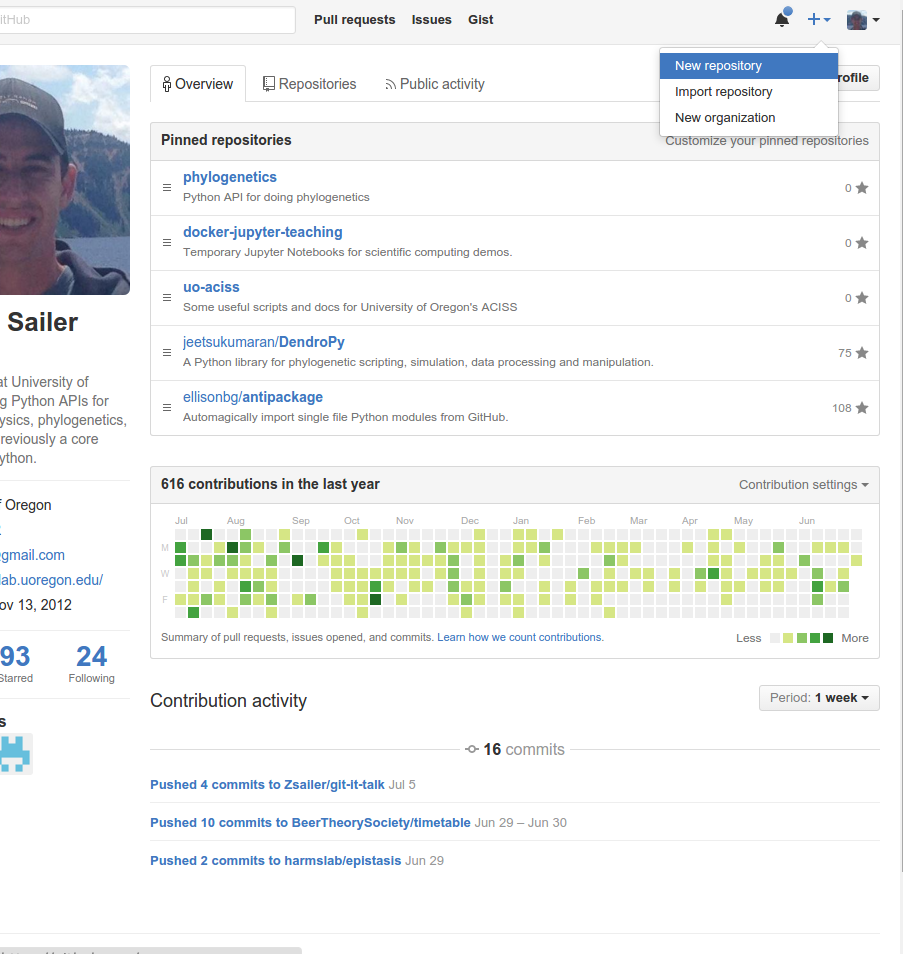 itHub
Pull requests
Issues
Gist
New repository
Import repository
New organization
rofile
Overview
Repositories
Public activity
Pinned repositories
Customize your pinned repositories
phylogenetics
0
Python API for doing phylogenetics
docker-jupyter-teaching
0
Temporary Jupyter Notebooks for scientific computing demos.
uo-aciss
0
Some useful scripts and docs for University of Oregon's ACISS
jeetsukumaran/DendroPy
75
A Python library for phylogenetic scripting, simulation, data processing and manipulation.
ellisonbg/antipackage
108
Automagically import single file Python modules from GitHub.
Sailer
at University of
g Python APIs for
ysics, phylogenetics,
reviously a core
ython.
f Oregon
@gmail.com
lab.uoregon.edu/
ov 13, 2012
93
Starred
24
Following
s
616 contributions in the last year
Contribution settings
Jul Aug Sep Oct Nov Dec Jan Feb Mar Apr May Jun
M
W
F
Summary of pull requests, issues opened, and commits. Learn how we count contributions.
Less
More
Contribution activity
Period: 1 week
16 commits
Pushed 4 commits to Zsailer/git-it-talk Jul 5
Pushed 10 commits to BeerTheorySociety/timetable Jun 29 – Jun 30
Pushed 2 commits to harmslab/epistasis Jun 29